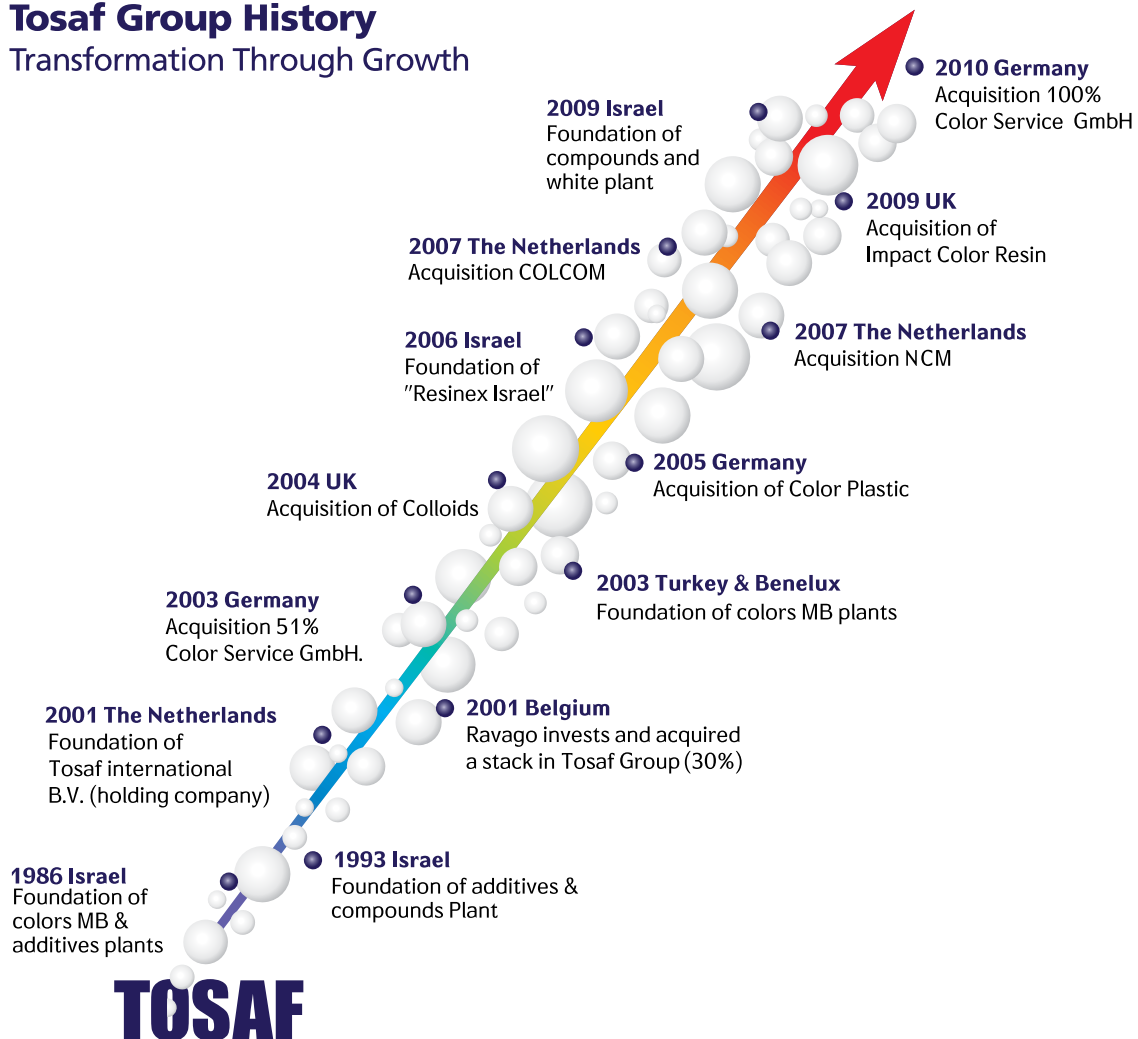 Tosaf Group History
Transformation Through Growth
2010 Germany
Acquisition 100%
Color Service GmbH
2009 Israel
Foundation of
compounds and
white plant
2009 UK
Acquisition of
Impact Color Resin
2007 The Netherlands
Acquisition COLCOM
2007 The Netherlands
Acquisition NCM
2006 Israel
Foundation of
"Resinex Israel"
2005 Germany
Acquisition of Color Plastic
2004 UK
Acquisition of Colloids
2003 Turkey & Benelux
Foundation of colors MB plants
2003 Germany
Acquisition 51%
Color Service GmbH.
2001 Belgium
Ravago invests and acquired
a stack in Tosaf Group (30%)
2001 The Netherlands
Foundation of
Tosaf international
B.V. (holding company)
1993 Israel
Foundation of additives &
compounds Plant
1986 Israel
Foundation of
colors MB &
additives plants
TOSAF